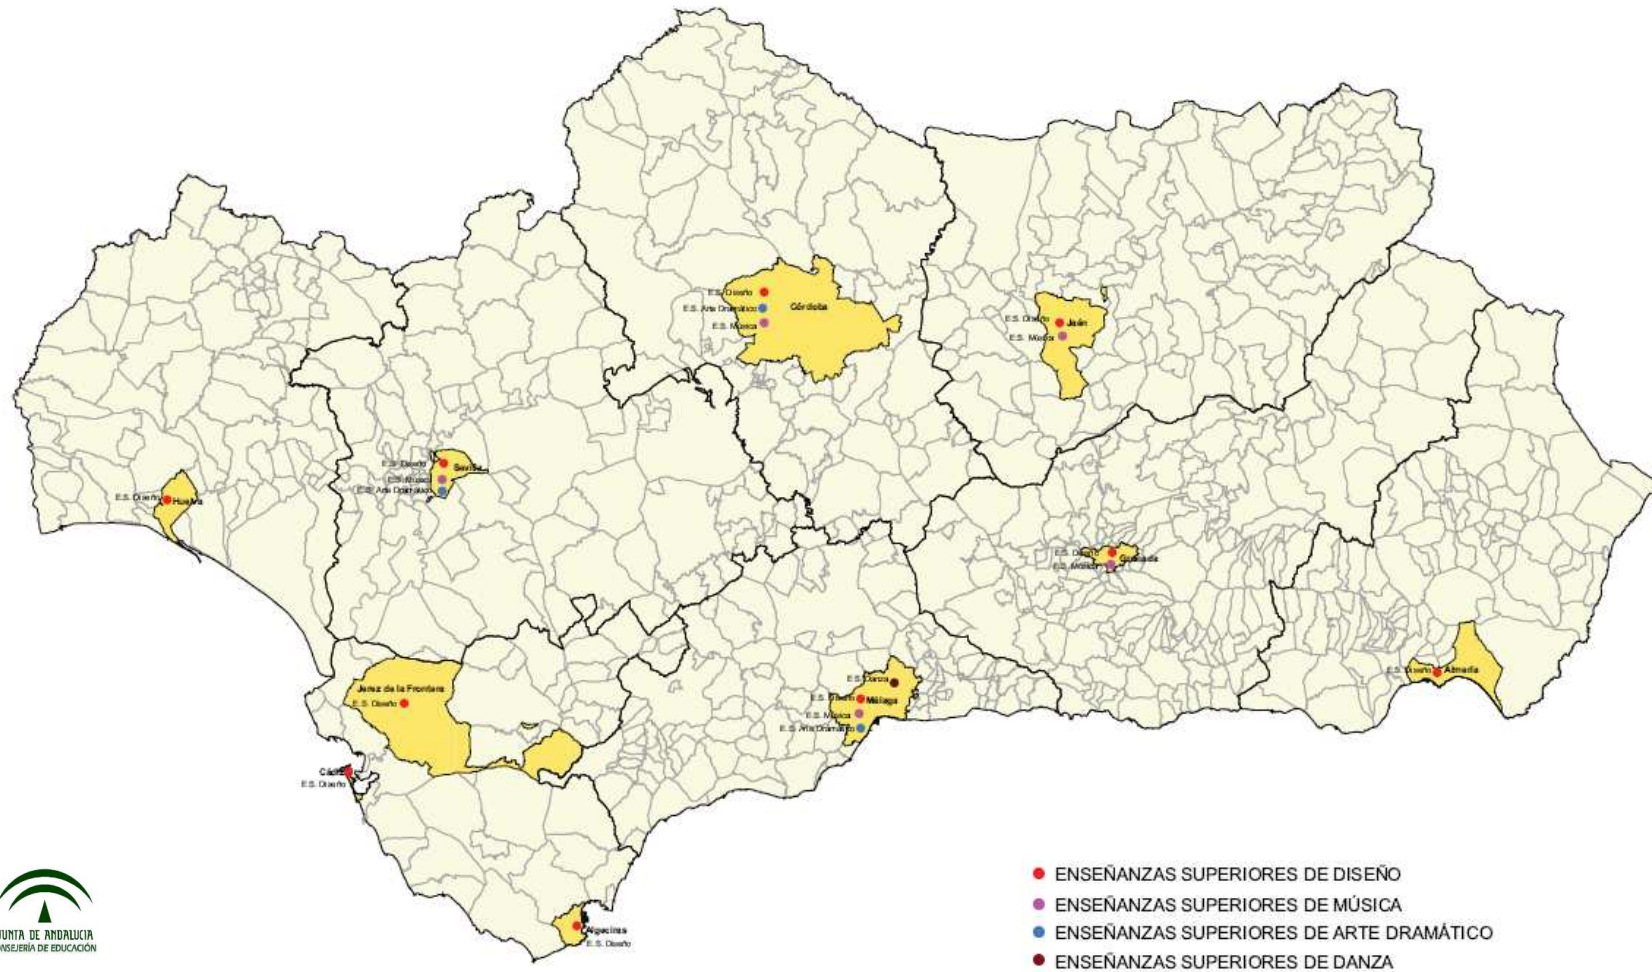 E.S. Diseño
Córdoba
E.S. Arte Dramático
E.S. Música
E.S. Diseño
Jaén
E.S. Música
E.S. Diseño
Sevilla
E.S. Música
E.S. Arte Dramático
E.S. Diseño
Huelva
E.S. Diseño
Granada
E.S. Música
E.S. Diseño
Almería
Jerez de la Frontera
E.S. Diseño
E.S. Danza
E.S. Diseño
Málaga
E.S. Música
E.S. Arte Dramático
Cádiz
E.S. Diseño
Algeciras
E.S. Diseño
JUNTA DE ANDALUCIA
CONSEJERÍA DE EDUCACIÓN
ENSEÑANZAS SUPERIORES DE DISEÑO
ENSEÑANZAS SUPERIORES DE MÚSICA
ENSEÑANZAS SUPERIORES DE ARTE DRAMÁTICO
ENSEÑANZAS SUPERIORES DE DANZA